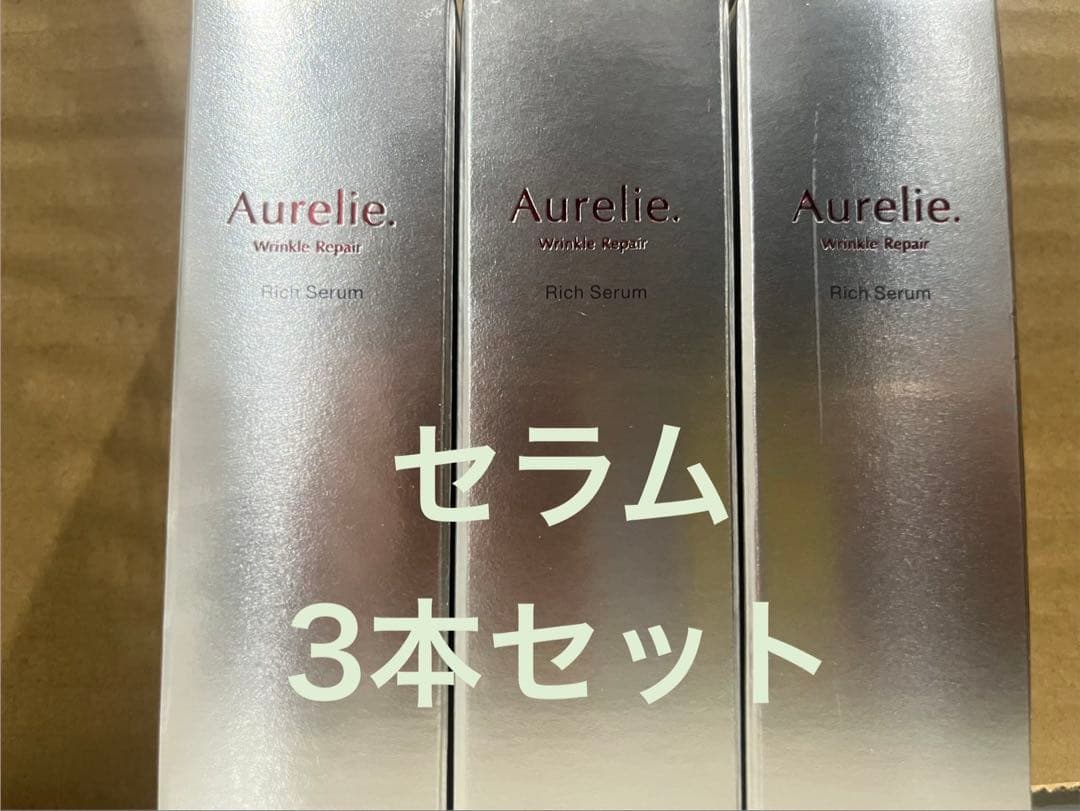 Aurelie.
Wrinkle Repair
Rich Serum
Aurelie.
Wrinkle Repair
Rich Serum
Aurelie.
Wrinkle Repair
Rich Serum
セラム
3本セット